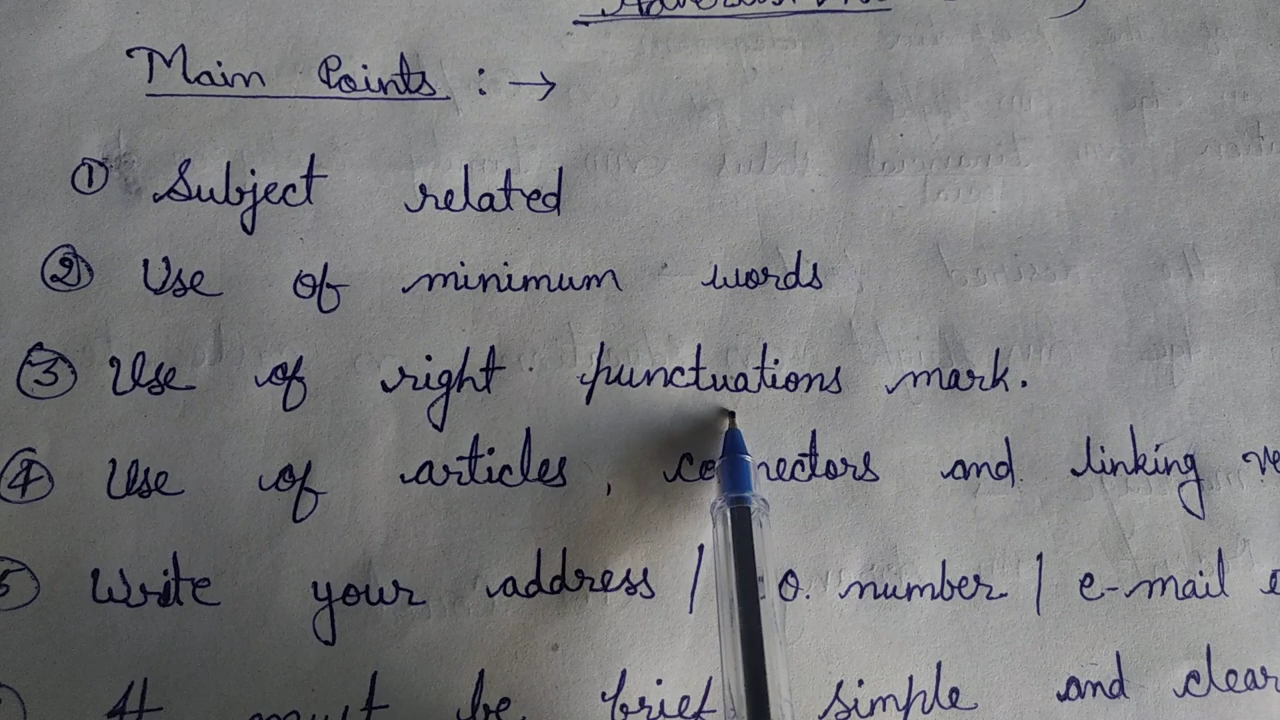 Main Points : →
① Subject related
② Use of minimum words
③ Use of right punctuations mark.
④ Use of articles, connectors and linking
Write your address / number / e-mail
It must be brief simple and clear